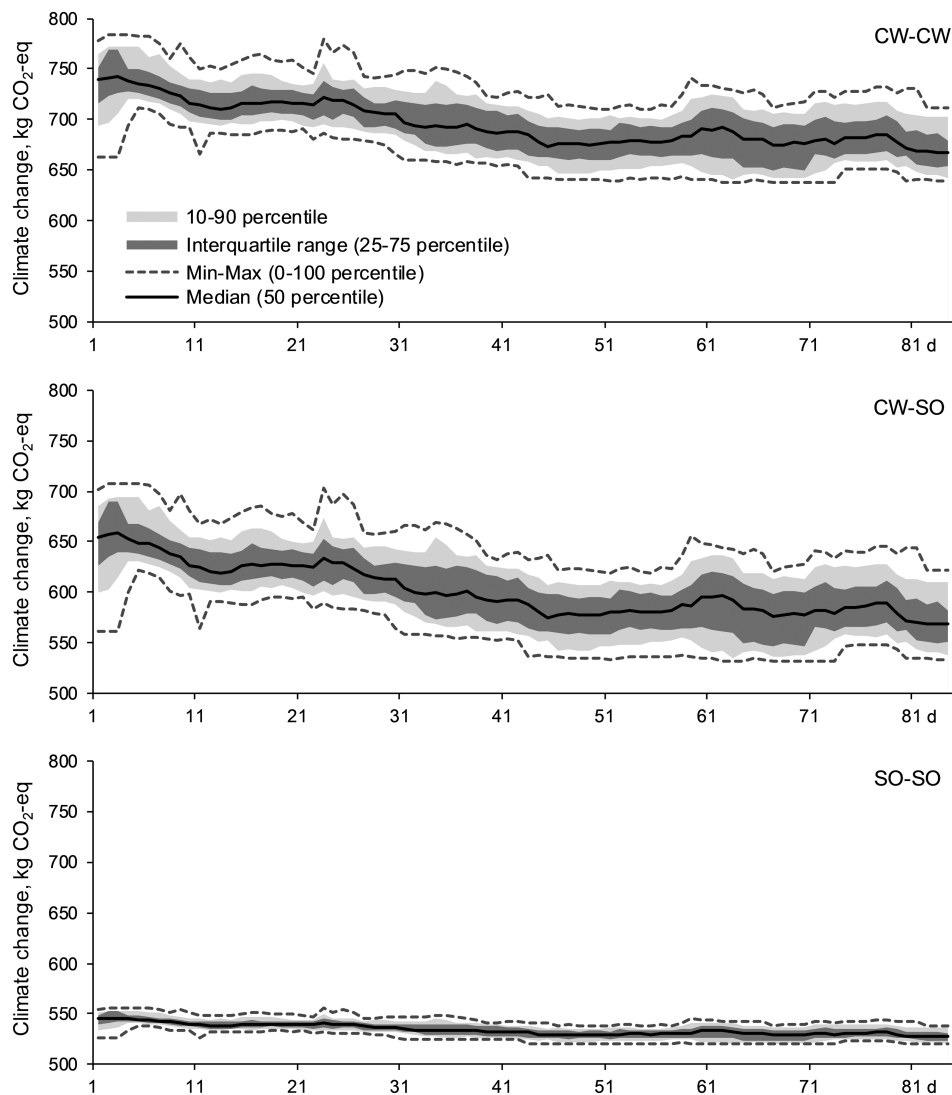 Climate change, kg CO₂-eq
800
750
700
650
600
550
500
CW-CW
10-90 percentile
Interquartile range (25-75 percentile)
Min-Max (0-100 percentile)
Median (50 percentile)
1 11 21 31 41 51 61 71 81 d
Climate change, kg CO₂-eq
800
750
700
650
600
550
500
CW-SO
1 11 21 31 41 51 61 71 81 d
Climate change, kg CO₂-eq
800
750
700
650
600
550
500
SO-SO
1 11 21 31 41 51 61 71 81 d